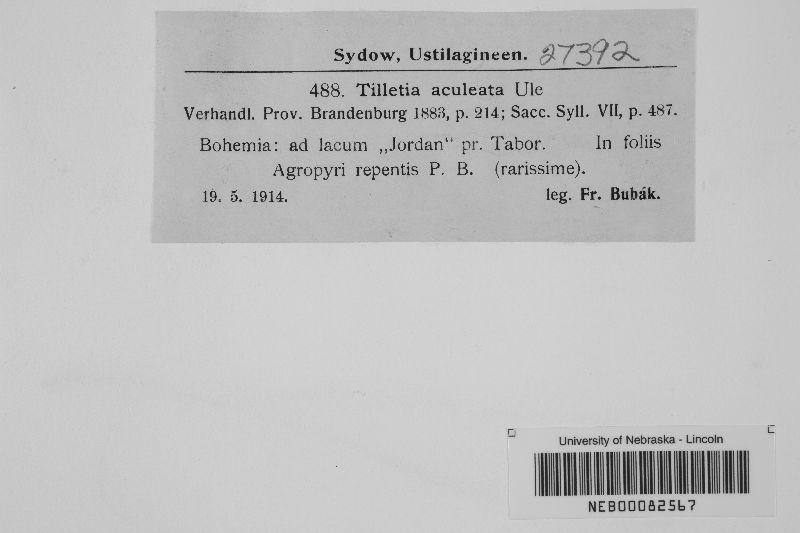 Sydow, Ustilagineen. 27392
488. Tilletia aculeata Ule
Verhandl. Prov. Brandenburg 1883, p. 214; Sacc. Syll. VII, p. 487.
Bohemia: ad lacum „Jordan“ pr. Tabor. In foliis
Agropyri repentis P. B. (rarissime).
19. 5. 1914. leg. Fr. Bubák.
University of Nebraska - Lincoln
NEB00082567